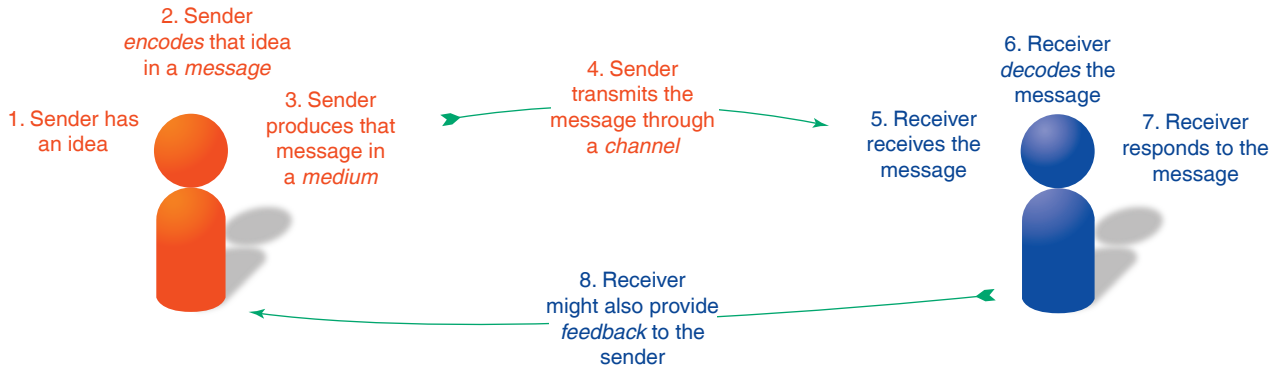 1. Sender has
an idea
2. Sender
encodes that idea
in a message
3. Sender
produces that
message in
a medium
4. Sender
transmits the
message through
a channel
5. Receiver
receives the
message
6. Receiver
decodes the
message
7. Receiver
responds to the
message
8. Receiver
might also provide
feedback to the
sender